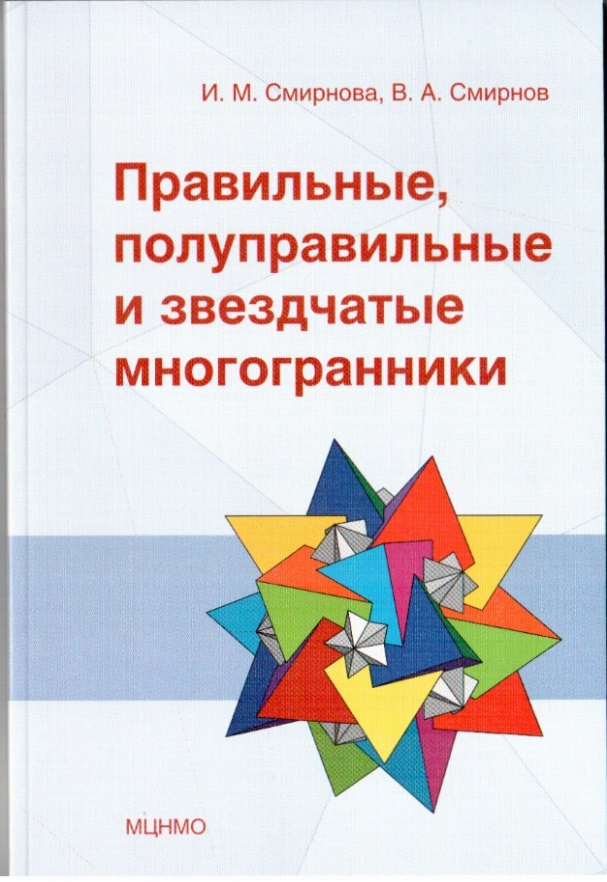 И. М. Смирнова, В. А. Смирнов
Правильные,
полуправильные
и звездчатые
многогранники
МЦНМО